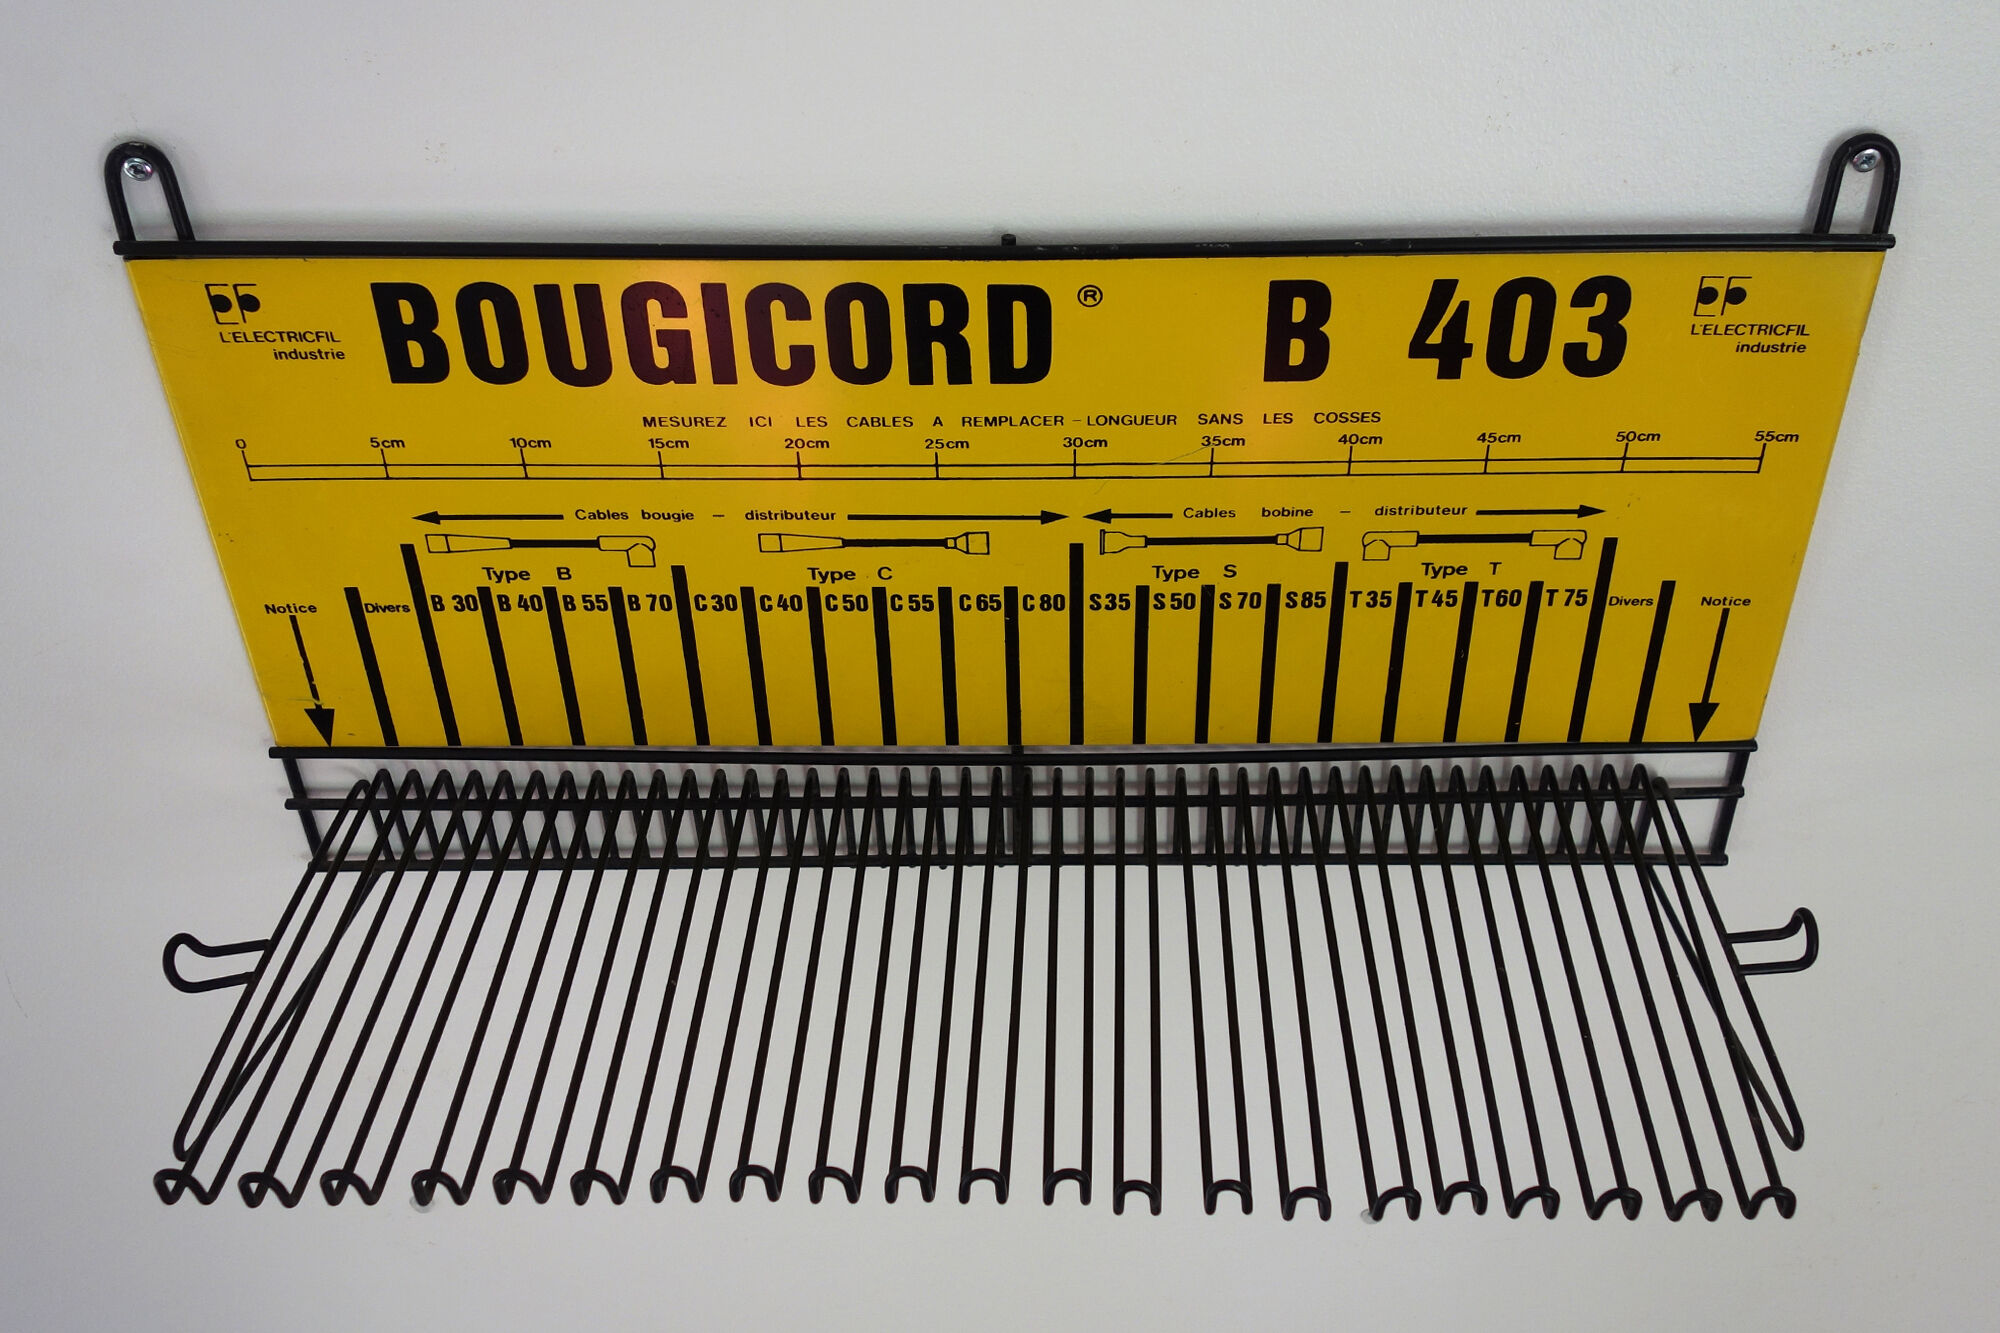 EF
L'ELECTRICFIL
industrie
BOUGICORD ® B 403
EF
L'ELECTRICFIL
industrie
MESUREZ ICI LES CABLES A REMPLACER - LONGUEUR SANS LES COSSES
0 5cm 10cm 15cm 20cm 25cm 30cm 35cm 40cm 45cm 50cm 55cm
Cables bougie - distributeur Cables bobine - distributeur
Type B Type C Type S Type T
Notice Divers B 30 B 40 B 55 B 70 C 30 C 40 C 50 C 55 C 65 C 80 S 35 S 50 S 70 S 85 T 35 T 45 T 60 T 75 Divers Notice